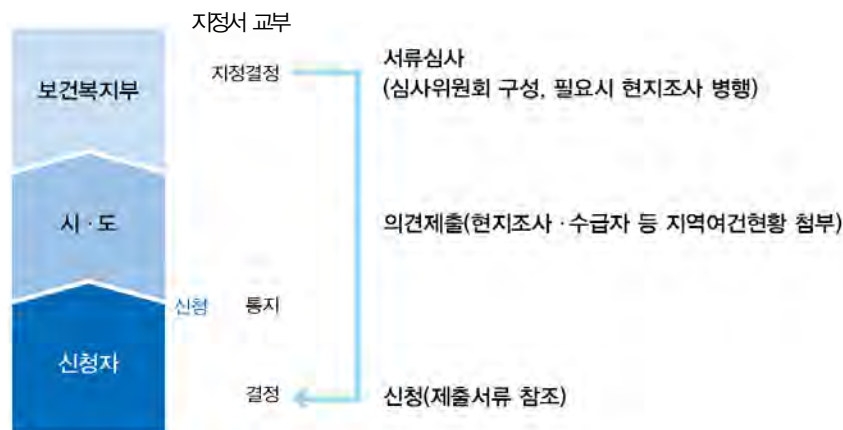 지정서 교부
보건복지부
지정결정
서류심사
(심사위원회 구성, 필요시 현지조사 병행)
시·도
의견제출(현지조사·수급자 등 지역여건현황 첨부)
신청
통지
신청자
결정
신청(제출서류 참조)